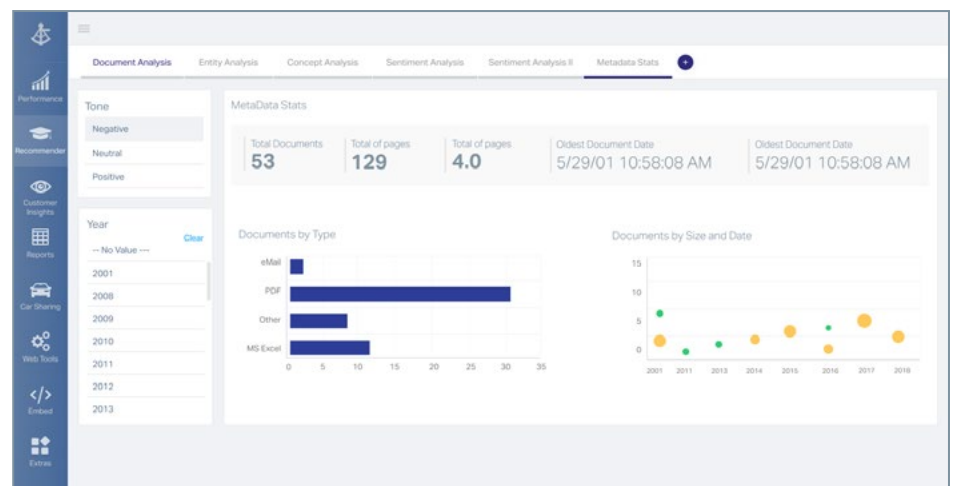 Document Analysis
Entity Analysis
Concept Analysis
Sentiment Analysis
Sentiment Analysis II
Metadata Stats
+
Performance
Recommender
Customer
Insights
Reports
Car Sharing
Web Tools
Embed
Extras
Tone
Negative
Neutral
Positive
Year
Clear
-- No Value ---
2001
2008
2009
2010
2011
2012
2013
MetaData Stats
Total Documents
53
Total of pages
129
Total of pages
4.0
Oldest Document Date
5/29/01 10:58:08 AM
Oldest Document Date
5/29/01 10:58:08 AM
Documents by Type
eMail
PDF
Other
MS Excel
0 5 10 15 20 25 30 35
Documents by Size and Date
15
10
5
0
2001 2011 2013 2014 2015 2016 2017 2018